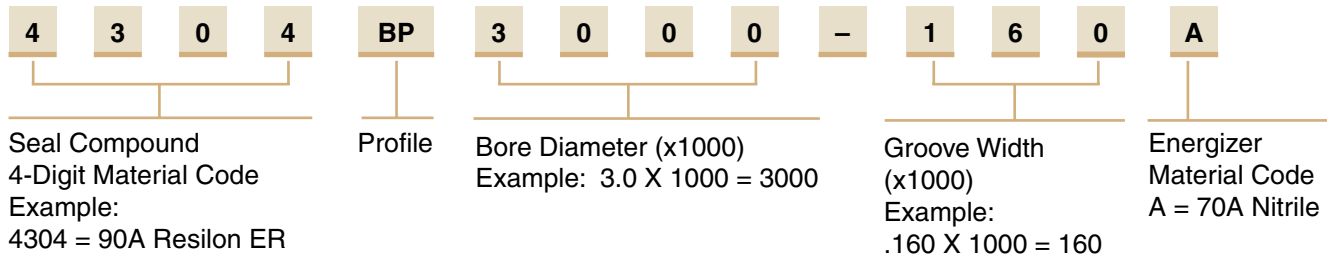 4 3 0 4 BP 3 0 0 0 – 1 6 0 A
Seal Compound
4-Digit Material Code
Example:
4304 = 90A Resilon ER
Profile
Bore Diameter (x1000)
Example: 3.0 X 1000 = 3000
Groove Width
(x1000)
Example:
.160 X 1000 = 160
Energizer
Material Code
A = 70A Nitrile